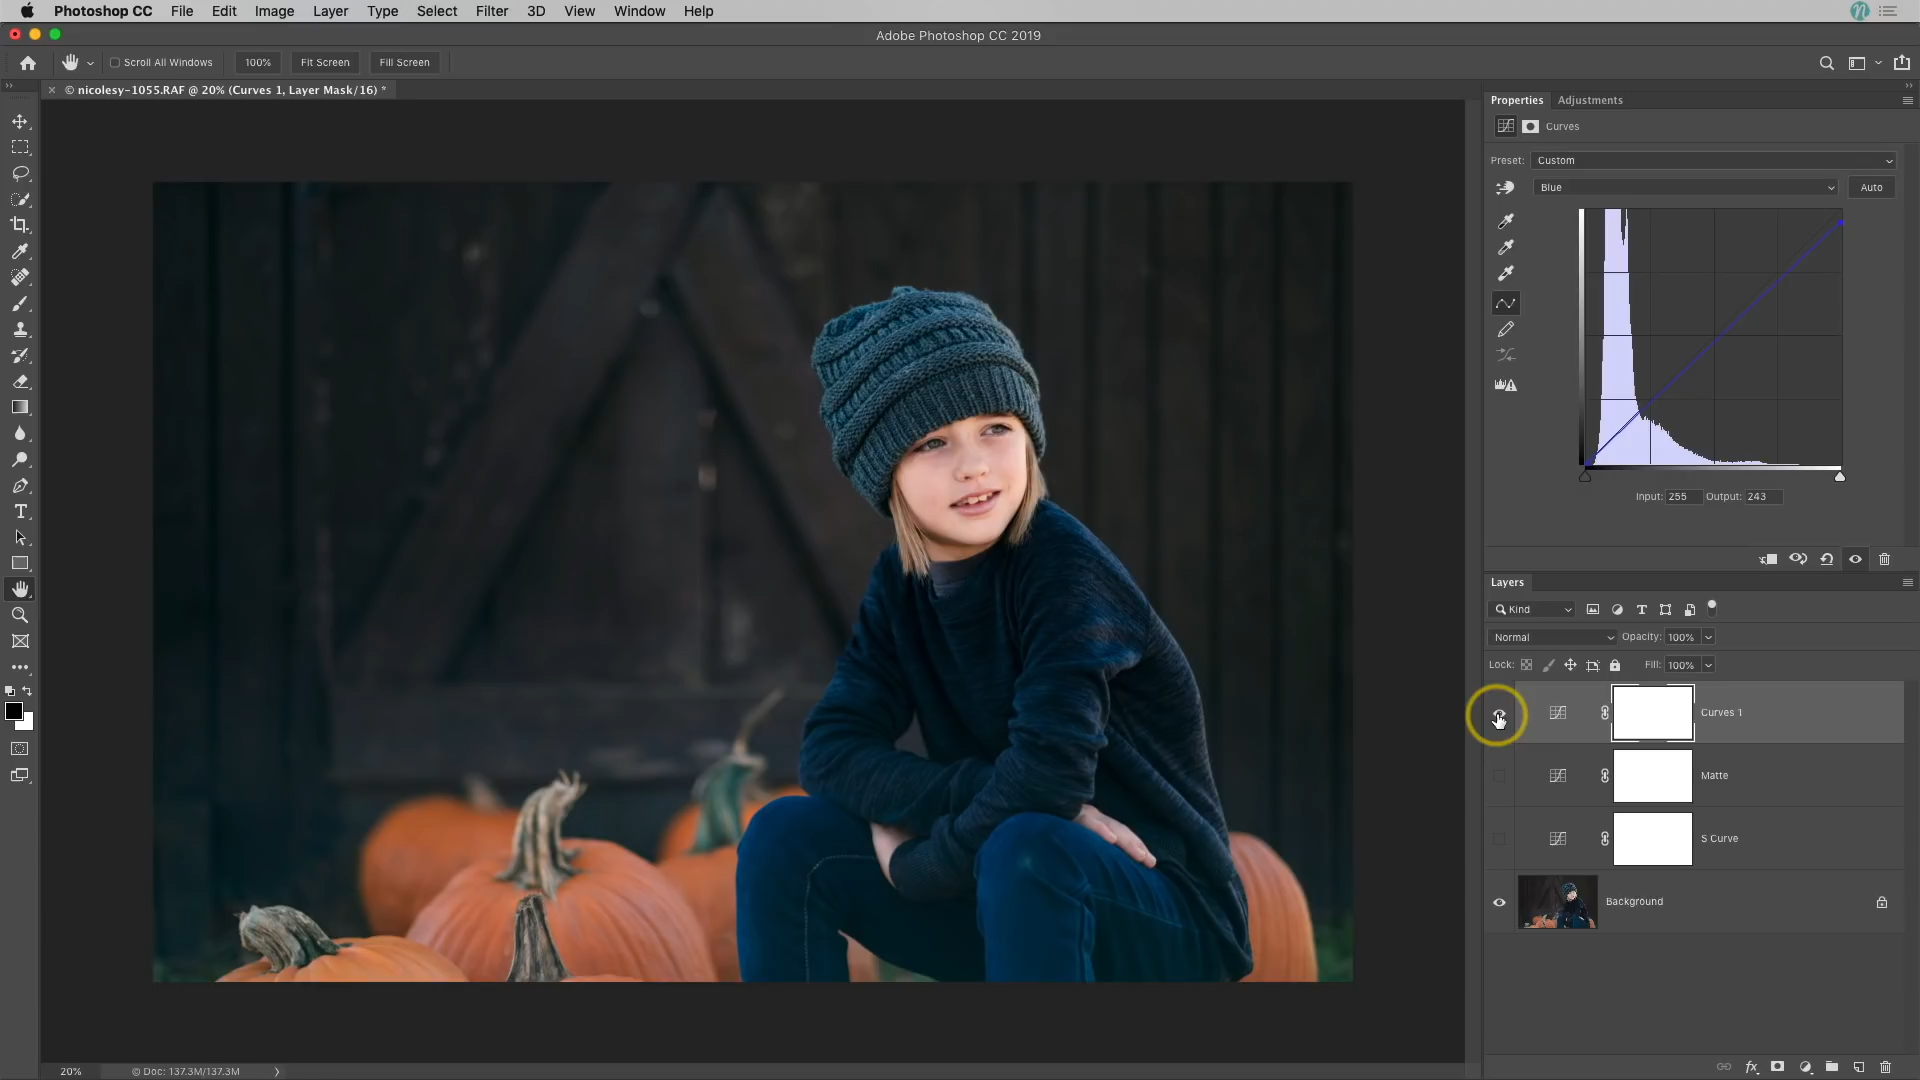 Photoshop CC File Edit Image Layer Type Select Filter 3D View Window Help
Adobe Photoshop CC 2019
Scroll All Windows 100% Fit Screen Fill Screen
© nicolesy-1055.RAF @ 20% (Curves 1, Layer Mask/16) *
Properties Adjustments
Curves
Preset: Custom
Blue Auto
Input: 255 Output: 243
Layers
Kind
Normal Opacity: 100%
Lock: Fill: 100%
Curves 1
Matte
S Curve
Background
20% © Doc: 137.3M/137.3M